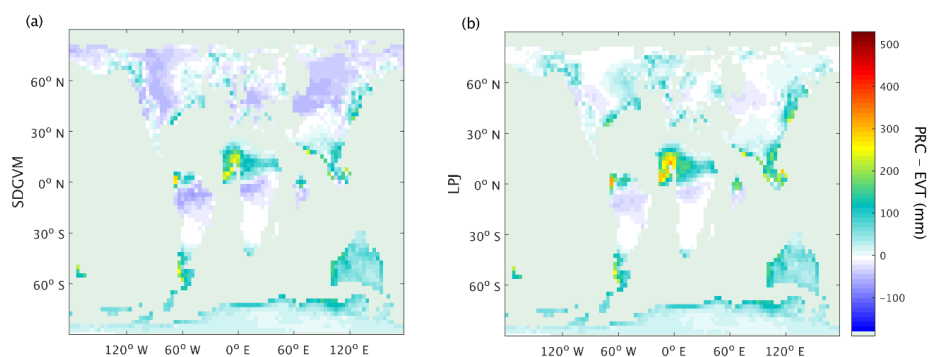 (a)
(b)
60° N
30° N
0° N
30° S
60° S
SDGVM
120° W 60° W 0° E 60° E 120° E
60° N
30° N
0° N
30° S
60° S
LPJ
120° W 60° W 0° E 60° E 120° E
500
400
300
200
100
0
−100
PRC − EVT (mm)